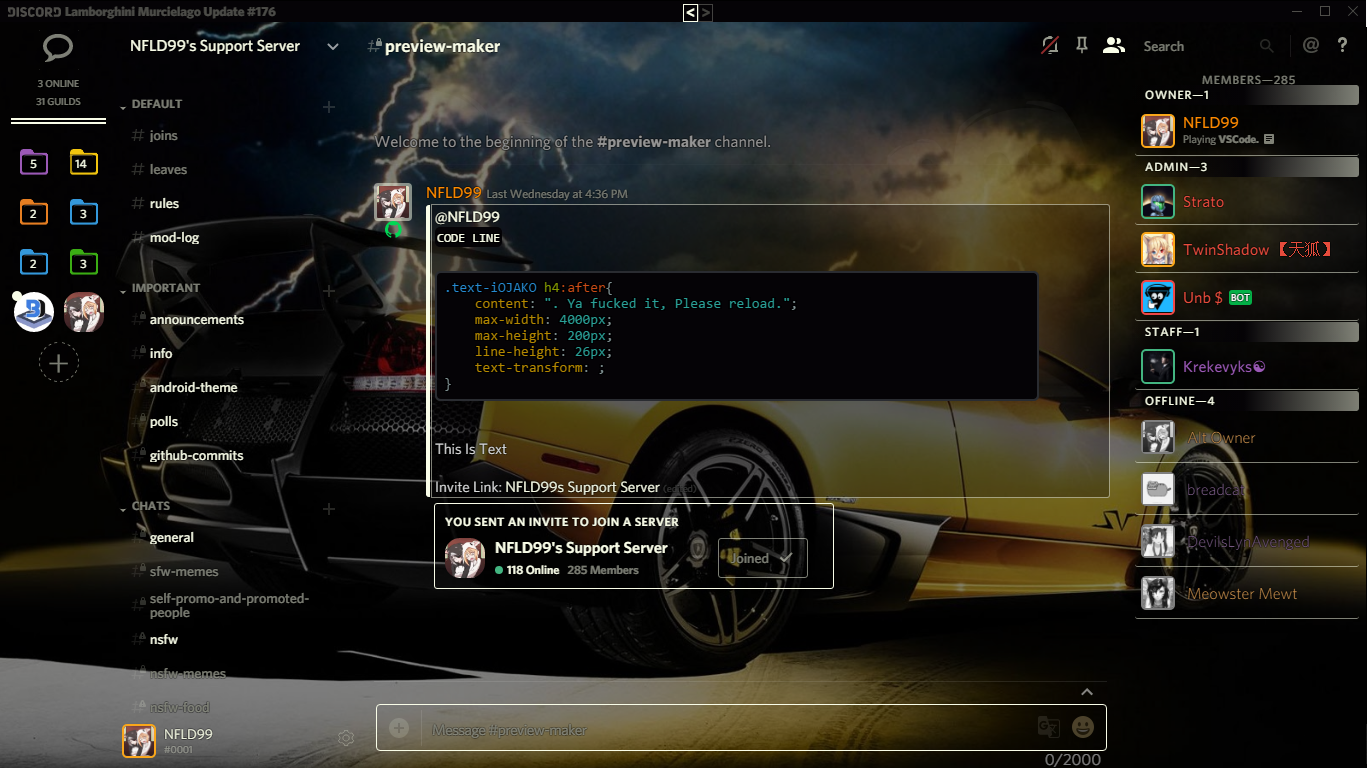 DISCORD Lamborghini Murcielago Update #176
< >
3 ONLINE
31 GUILDS
5
14
2
3
2
3
NFLD99's Support Server
DEFAULT
# joins
# leaves
# rules
# mod-log
IMPORTANT
# announcements
# info
# android-theme
# polls
# github-commits
CHATS
# general
# sfw-memes
# self-promo-and-promoted-
people
# nsfw
# nsfw-memes
# nsfw-food
NFLD99
#0001
# preview-maker
Search
@ ?
Welcome to the beginning of the #preview-maker channel.
NFLD99 Last Wednesday at 4:36 PM
@NFLD99
CODE LINE
.text-iOJAKO h4:after{
content: ". Ya fucked it, Please reload.";
max-width: 4000px;
max-height: 200px;
line-height: 26px;
text-transform: ;
}
This Is Text
Invite Link: NFLD99s Support Server (edited)
YOU SENT AN INVITE TO JOIN A SERVER
NFLD99's Support Server
118 Online 285 Members
Joined
Message #preview-maker
0/2000
MEMBERS—285
OWNER—1
NFLD99
Playing VSCode.
ADMIN—3
Strato
TwinShadow 【天狐】
Unb $ BOT
STAFF—1
Krekevyks☯
OFFLINE—4
Alt Owner
breadcat
DevilsLynAvenged
Meowster Mewt